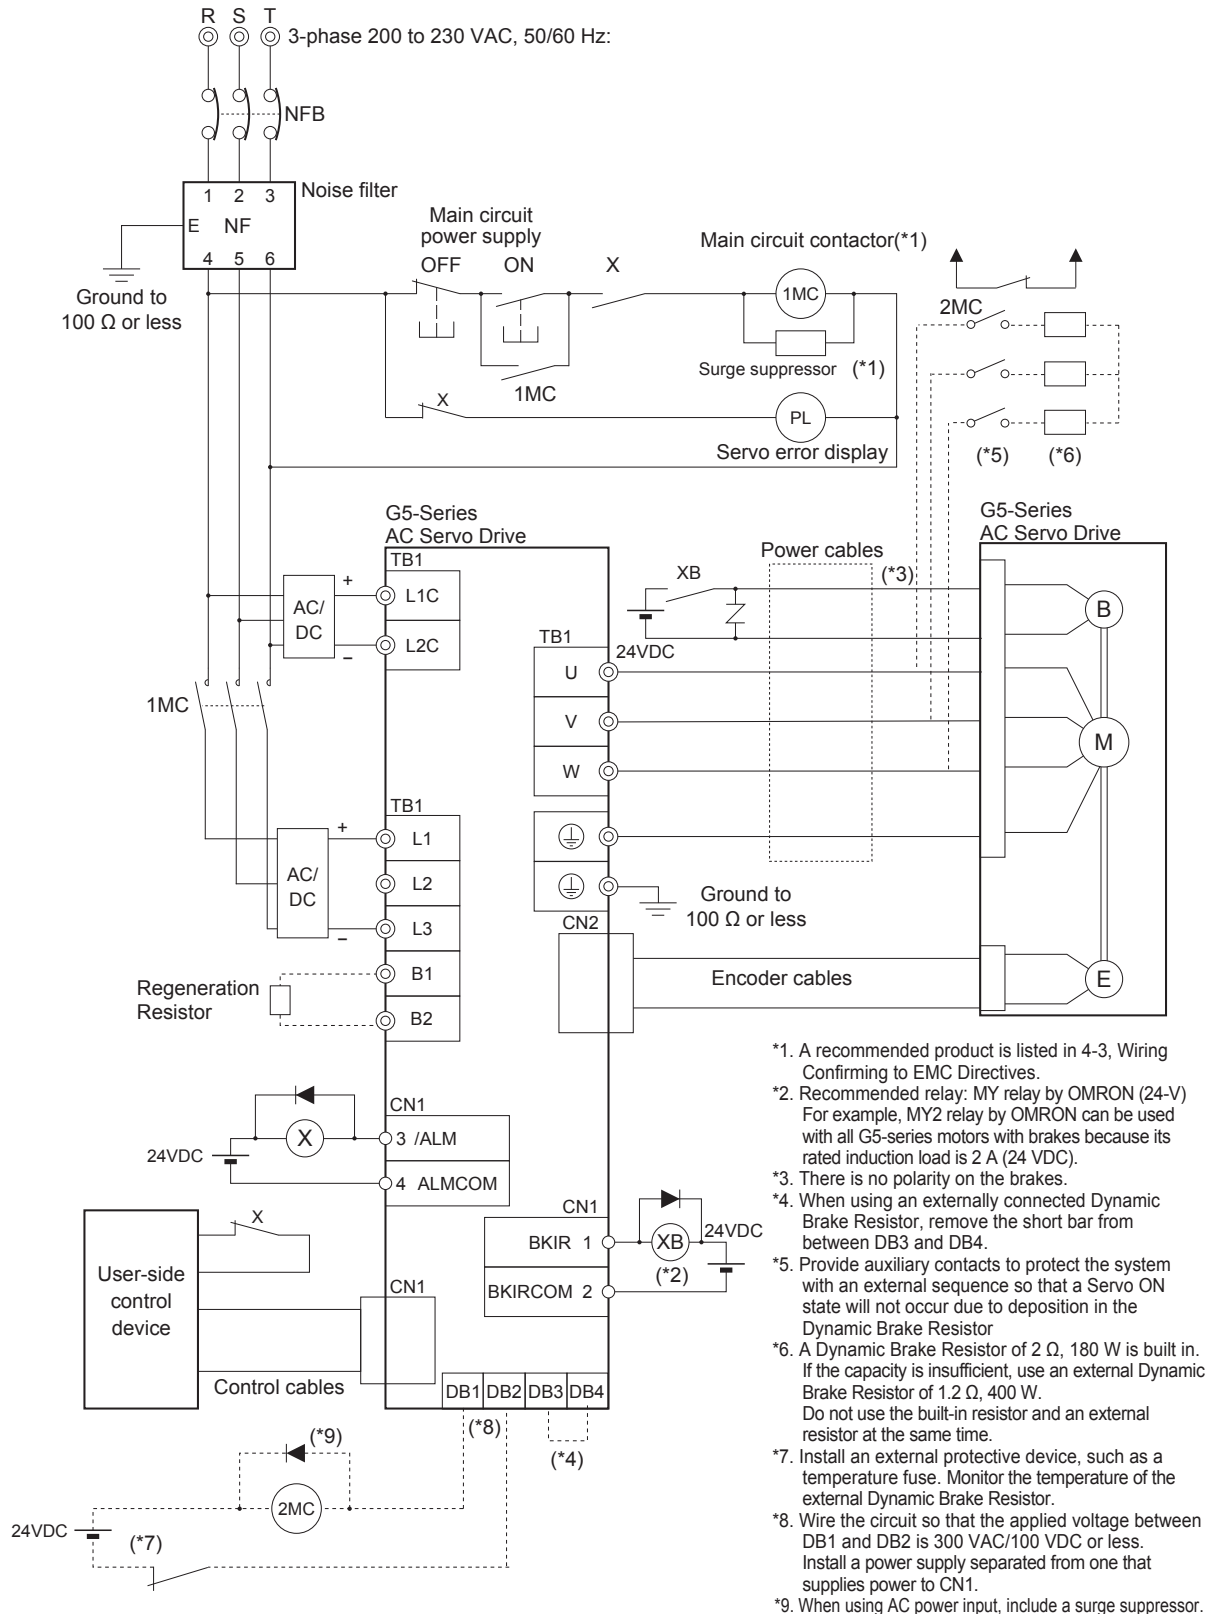 R S T
3-phase 200 to 230 VAC, 50/60 Hz:
NFB
1 2 3
Noise filter
E NF
4 5 6
Ground to
100 Ω or less
Main circuit
power supply
OFF ON X
1MC
Main circuit contactor(*1)
1MC
Surge suppressor (*1)
X
PL
Servo error display
2MC
(*5) (*6)
G5-Series
AC Servo Drive
TB1
AC/
DC
+
L1C
−
L2C
1MC
TB1
AC/
DC
+
L1
L2
−
L3
B1
B2
Regeneration
Resistor
XB
24VDC
Power cables
(*3)
TB1
U
V
W
Ground to
100 Ω or less
CN2
Encoder cables
G5-Series
AC Servo Drive
B
M
E
CN1
X
3 /ALM
24VDC
4 ALMCOM
User-side
control
device
X
CN1
Control cables
CN1
BKIR 1
BKIRCOM 2
XB
(*2)
24VDC
DB1 DB2 DB3 DB4
(*8)
(*4)
(*9)
2MC
24VDC
(*7)
*1. A recommended product is listed in 4-3, Wiring
Confirming to EMC Directives.
*2. Recommended relay: MY relay by OMRON (24-V)
For example, MY2 relay by OMRON can be used
with all G5-series motors with brakes because its
rated induction load is 2 A (24 VDC).
*3. There is no polarity on the brakes.
*4. When using an externally connected Dynamic
Brake Resistor, remove the short bar from
between DB3 and DB4.
*5. Provide auxiliary contacts to protect the system
with an external sequence so that a Servo ON
state will not occur due to deposition in the
Dynamic Brake Resistor
*6. A Dynamic Brake Resistor of 2 Ω, 180 W is built in.
If the capacity is insufficient, use an external Dynamic
Brake Resistor of 1.2 Ω, 400 W.
Do not use the built-in resistor and an external
resistor at the same time.
*7. Install an external protective device, such as a
temperature fuse. Monitor the temperature of the
external Dynamic Brake Resistor.
*8. Wire the circuit so that the applied voltage between
DB1 and DB2 is 300 VAC/100 VDC or less.
Install a power supply separated from one that
supplies power to CN1.
*9. When using AC power input, include a surge suppressor.